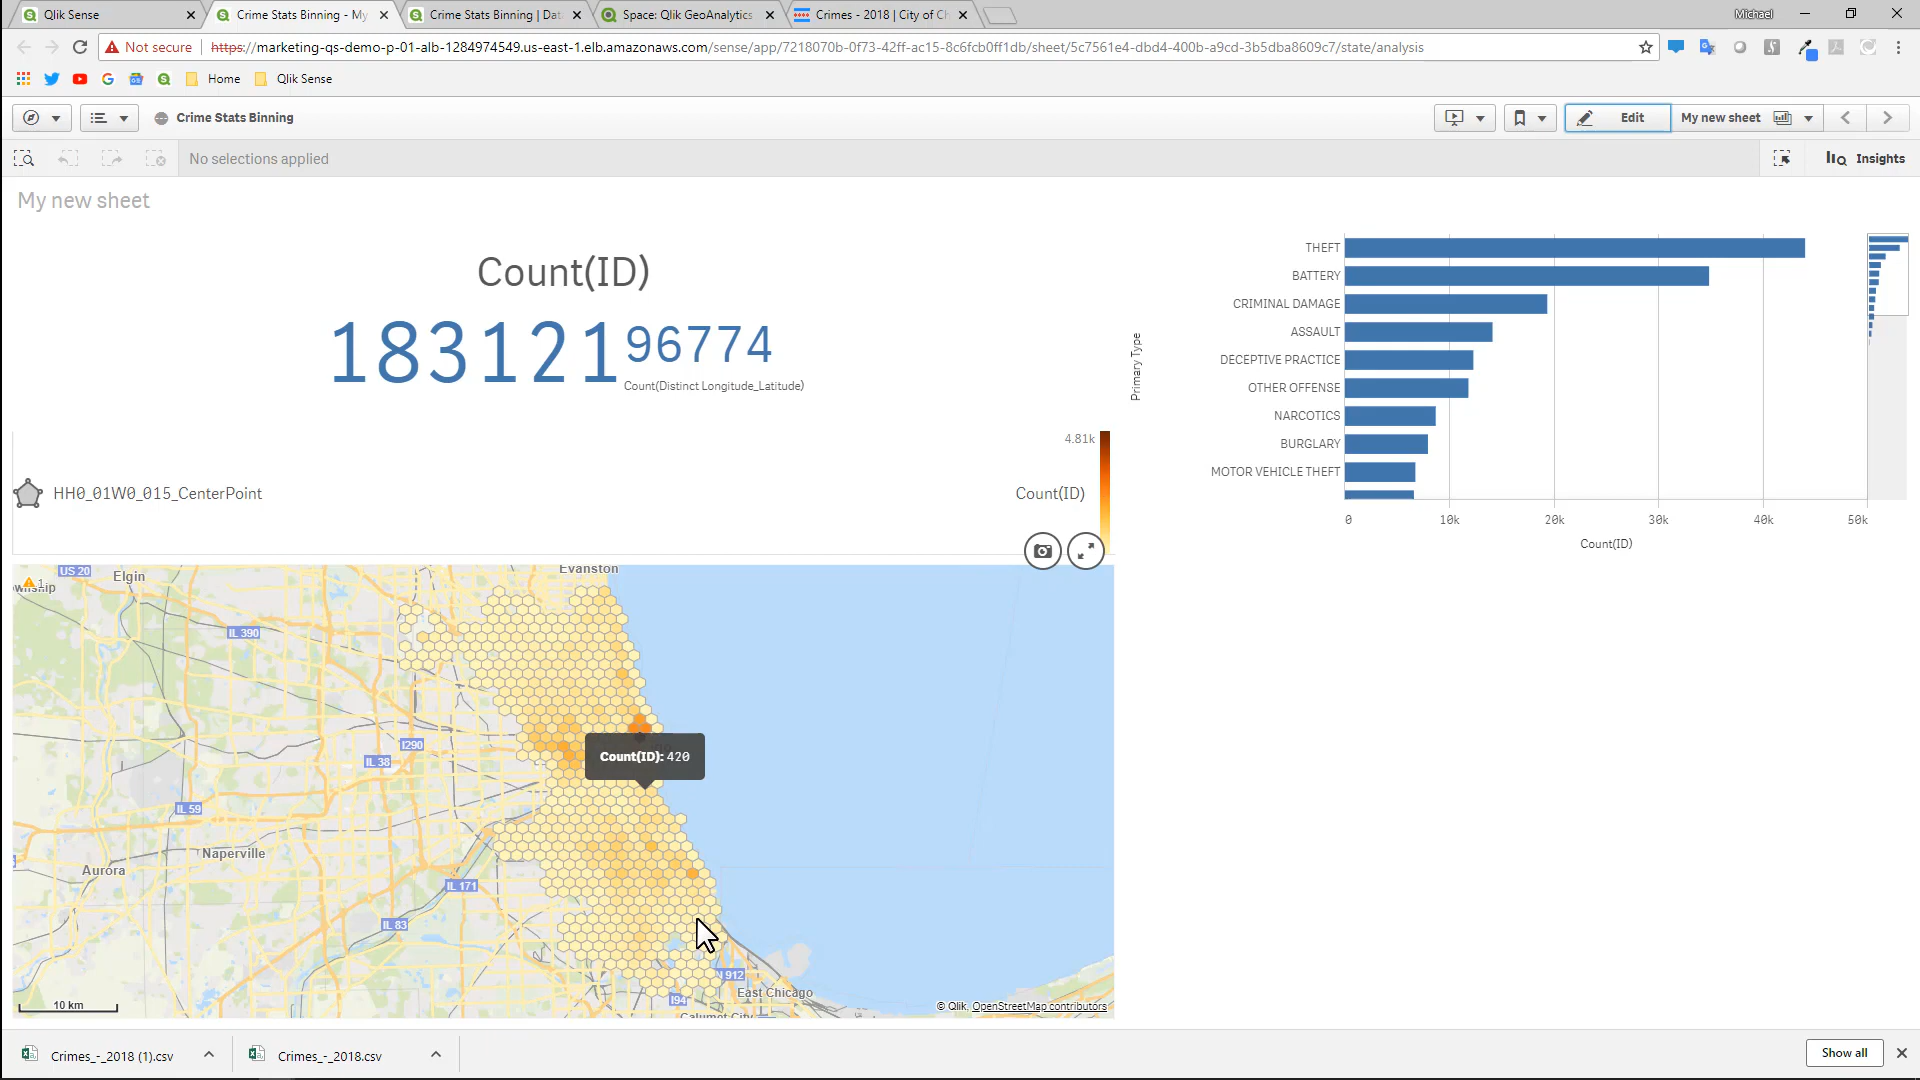 Qlik Sense
Crime Stats Binning - My
Crime Stats Binning | Dat
Space: Qlik GeoAnalytics
Crimes - 2018 | City of Ch
Michael
Not secure
https://marketing-qs-demo-p-01-alb-1284974549.us-east-1.elb.amazonaws.com/sense/app/7218070b-0f73-42ff-ac15-8c6fcb0ff1db/sheet/5c7561e4-dbd4-400b-a9cd-3b5dba8609c7/state/analysis
Home
Qlik Sense
Crime Stats Binning
Edit
My new sheet
No selections applied
Insights
My new sheet
Count(ID)
183121
96774
Count(Distinct Longitude_Latitude)
4.81k
HH0_01W0_015_CenterPoint
Count(ID)
Primary Type
THEFT
BATTERY
CRIMINAL DAMAGE
ASSAULT
DECEPTIVE PRACTICE
OTHER OFFENSE
NARCOTICS
BURGLARY
MOTOR VEHICLE THEFT
0
10k
20k
30k
40k
50k
Count(ID)
1
US 20
Elgin
Evanston
wnship
IL 390
I290
IL 38
Count(ID): 420
IL 59
Naperville
Aurora
IL 171
IL 83
N 912
I94
East Chicago
Calumet City
10 km
© Qlik, OpenStreetMap contributors
Crimes_-_2018 (1).csv
Crimes_-_2018.csv
Show all